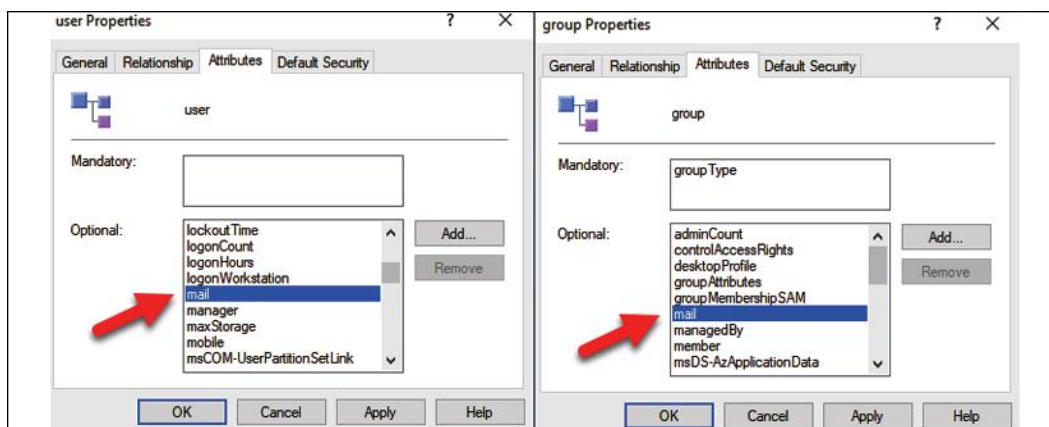 user Properties
? ×
General Relationship Attributes Default Security
user
Mandatory:
Optional:
lockoutTime
logonCount
logonHours
logonWorkstation
mail
manager
maxStorage
mobile
msCOM-UserPartitionSetLink
Add...
Remove
OK Cancel Apply Help
group Properties
? ×
General Relationship Attributes Default Security
group
Mandatory:
groupType
Optional:
adminCount
controlAccessRights
desktopProfile
groupAttributes
groupMembershipSAM
mail
managedBy
member
msDS-AzApplicationData
Add...
Remove
OK Cancel Apply Help